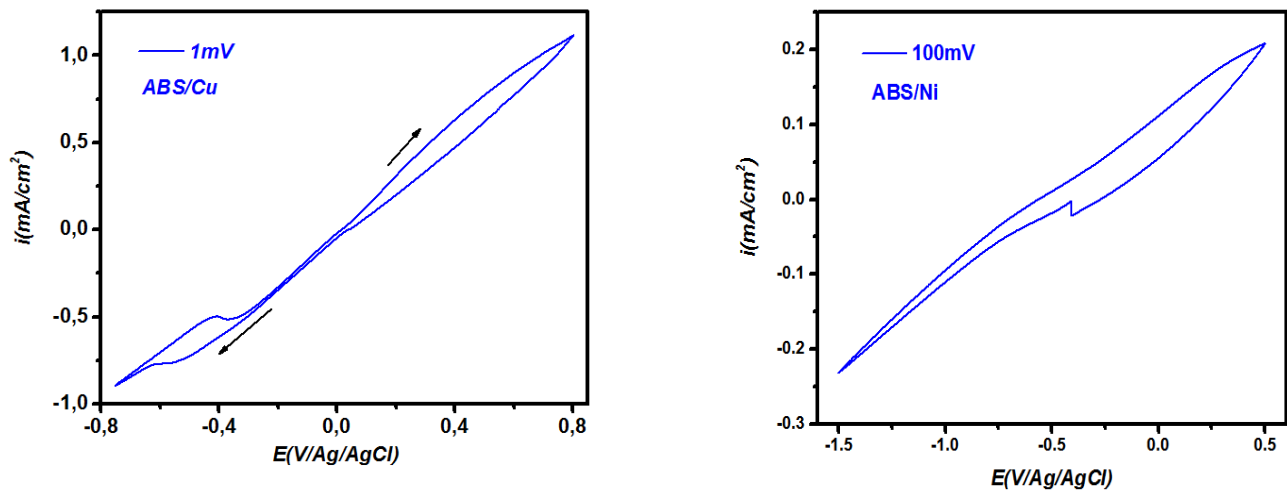 1mV
ABS/Cu
i(mA/cm²)
1,0
0,5
0,0
-0,5
-1,0
-0,8
-0,4
0,0
0,4
0,8
E(V/Ag/AgCl)
100mV
ABS/Ni
i(mA/cm²)
0.2
0.1
0.0
-0.1
-0.2
-0.3
-1.5
-1.0
-0.5
0.0
0.5
E(V/Ag/AgCl)